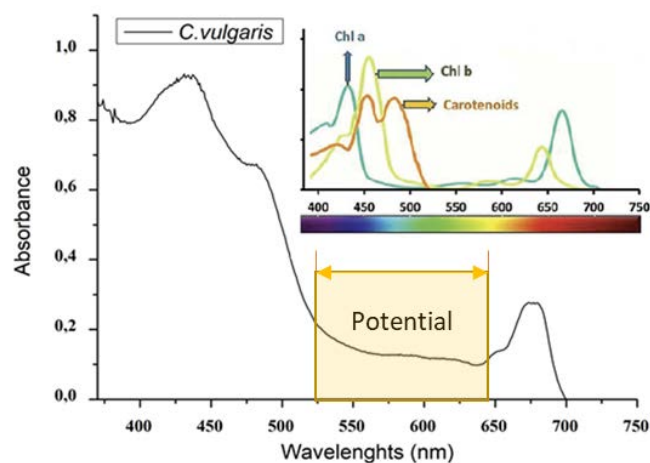 C.vulgaris
Chl a
Chl b
Carotenoids
400 450 500 550 600 650 700 750
1,0
0,8
0,6
0,4
0,2
0,0
Absorbance
Potential
400 450 500 550 600 650 700 750
Wavelenghts (nm)